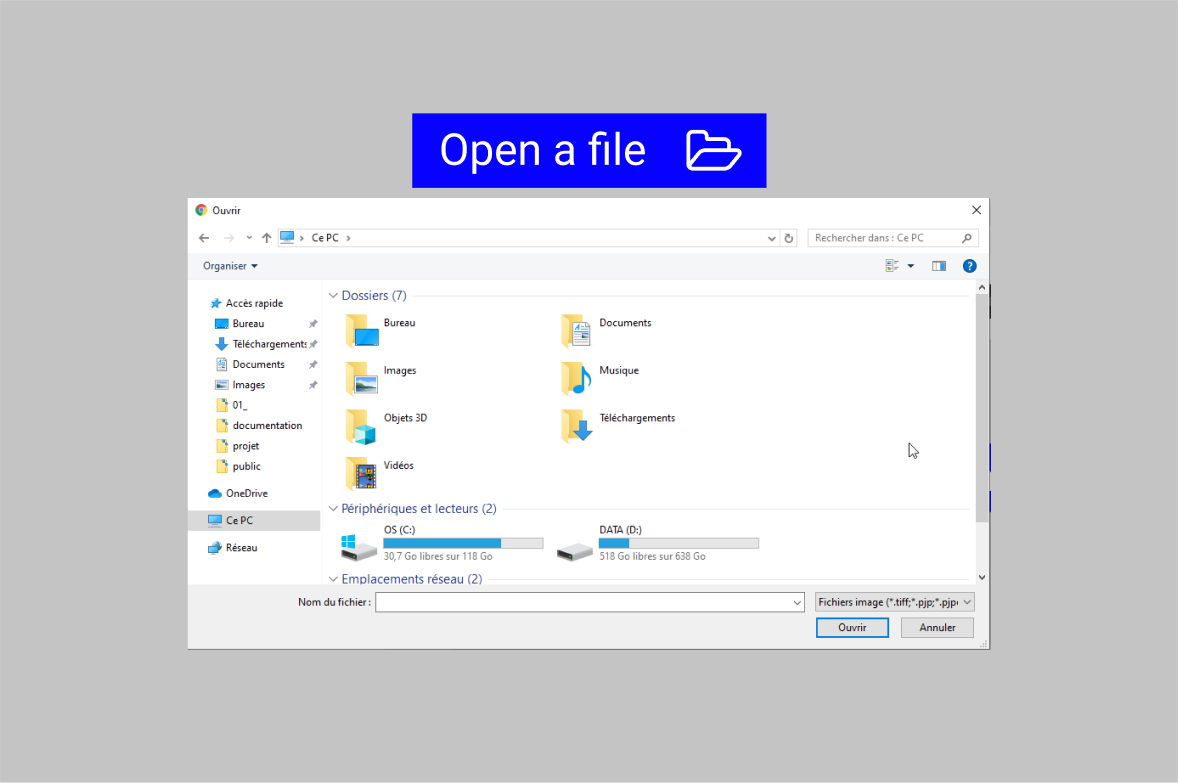 Open a file
Ouvrir
Ce PC
Rechercher dans : Ce PC
Organiser
Accès rapide
Bureau
Téléchargements
Documents
Images
01_
documentation
projet
public
OneDrive
Ce PC
Réseau
Dossiers (7)
Bureau
Documents
Images
Musique
Objets 3D
Téléchargements
Vidéos
Périphériques et lecteurs (2)
OS (C:)
30,7 Go libres sur 118 Go
DATA (D:)
518 Go libres sur 638 Go
Emplacements réseau (2)
Nom du fichier :
Fichiers image (*.tiff;*.pjp;*.pjpe
Ouvrir
Annuler